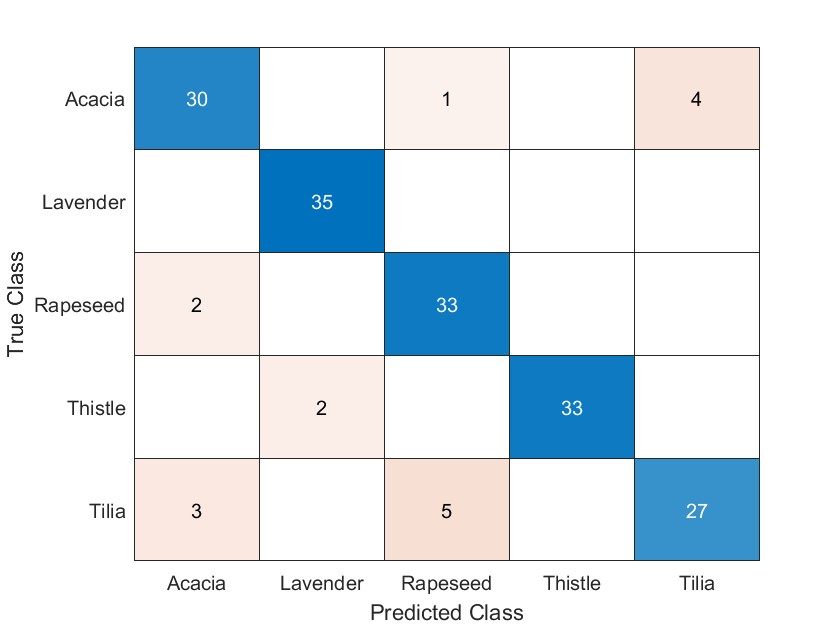 True Class
Acacia 30 1 4
Lavender 35
Rapeseed 2 33
Thistle 2 33
Tilia 3 5 27
Acacia Lavender Rapeseed Thistle Tilia
Predicted Class